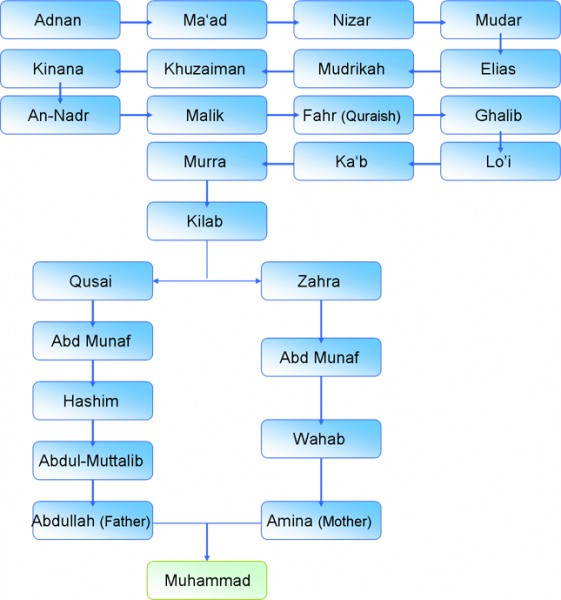 Adnan
Ma‘ad
Nizar
Mudar
Kinana
Khuzaiman
Mudrikah
Elias
An-Nadr
Malik
Fahr (Quraish)
Ghalib
Murra
Ka‘b
Lo’i
Kilab
Qusai
Zahra
Abd Munaf
Abd Munaf
Hashim
Wahab
Abdul-Muttalib
Abdullah (Father)
Amina (Mother)
Muhammad